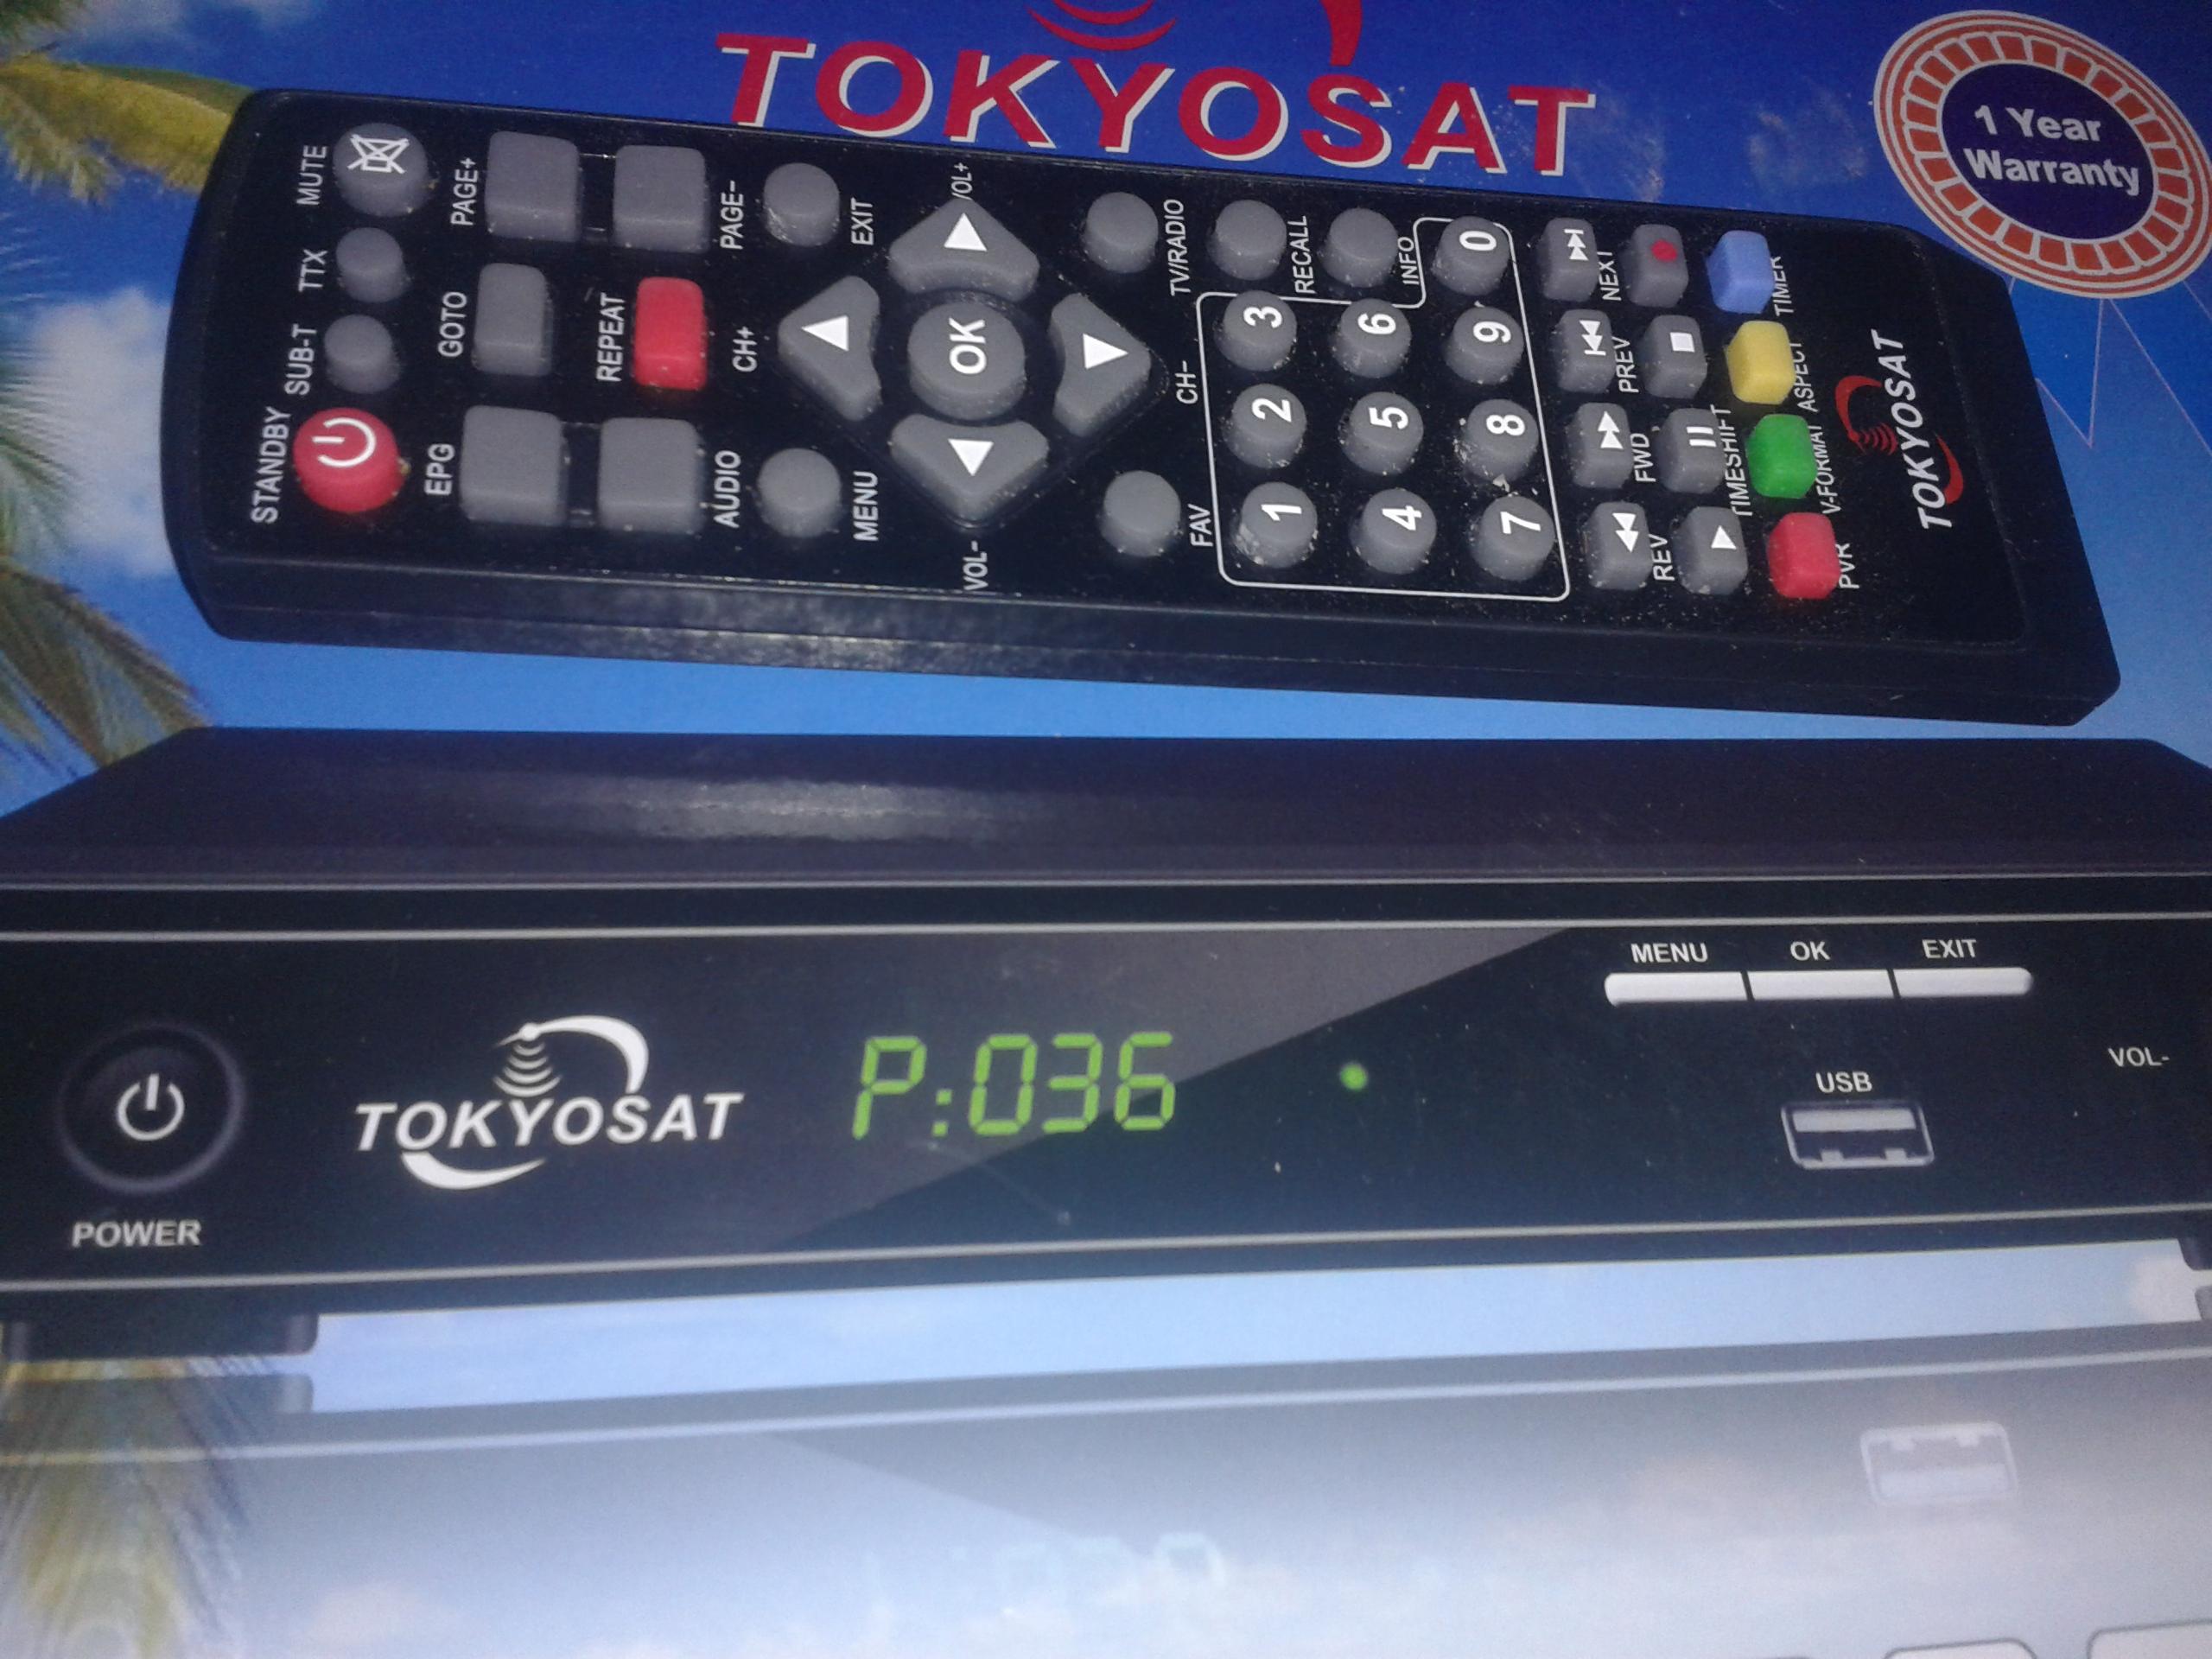 TOKYOSAT
1 Year
Warranty
MUTE
TTX
SUB-T
STANDBY
PAGE+
GOTO
EPG
PAGE-
REPEAT
AUDIO
EXIT
CH+
MENU
VOL+
OK
VOL-
TV/RADIO
CH-
FAV
RECALL
INFO
1 2 3
4 5 6
7 8 9
0
NEXT
PREV
FWD
REV
TIMESHIFT
TIMER
ASPECT
V-FORMAT
PVR
TOKYOSAT
MENU OK EXIT
VOL-
USB
TOKYOSAT
P:036
POWER